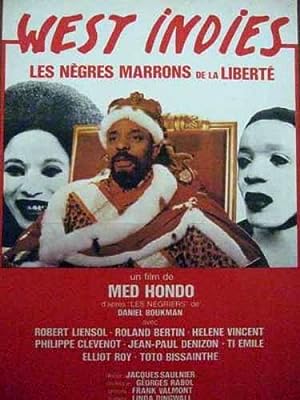 WEST INDIES
LES NÈGRES MARRONS DE LA LIBERTÉ
un film de
MED HONDO
d'après "LES NEGRIERS" de
DANIEL BOUKMAN
avec
ROBERT LIENSOL · ROLAND BERTIN · HELENE VINCENT
PHILIPPE CLEVENOT · JEAN-PAUL DENIZON · TI EMILE
ELLIOT ROY · TOTO BISSAINTHE
JACQUES SAULNIER
GEORGES RABOL
FRANK VALMONT
LINDA DINGWALL